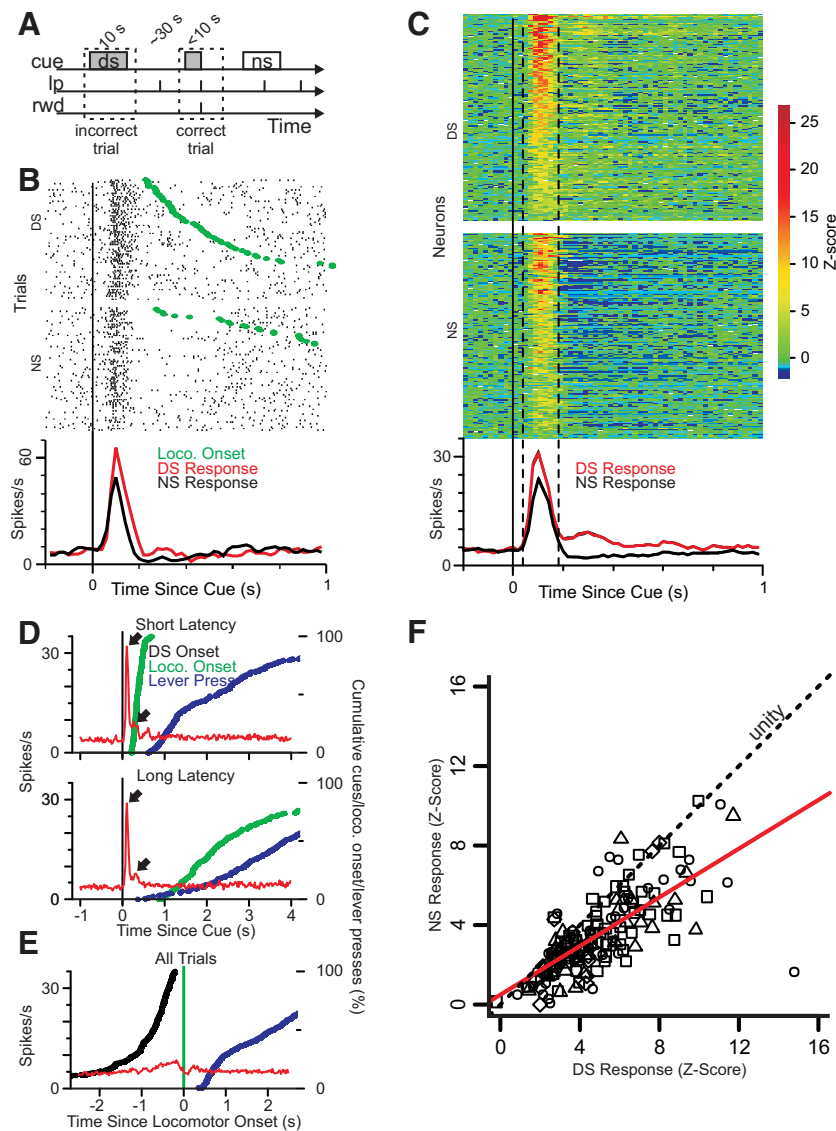 A
10 s
~30 s
<10 s
cue
ds
ns
lp
rwd
incorrect trial
correct trial
Time
B
DS
Trials
NS
60
Spikes/s
0
Loco. Onset
DS Response
NS Response
0
1
Time Since Cue (s)
C
DS
Neurons
NS
25
20
15
10
5
0
Z-score
30
Spikes/s
0
DS Response
NS Response
0
1
Time Since Cue (s)
D
Short Latency
DS Onset
Loco. Onset
Lever Press
30
Spikes/s
0
100
0
Long Latency
30
Spikes/s
0
100
0
-1
0
1
2
3
4
Time Since Cue (s)
Cumulative cues/loco. onset/lever presses (%)
E
All Trials
30
Spikes/s
0
100
0
-2
-1
0
1
2
Time Since Locomotor Onset (s)
F
unity
16
12
8
4
0
NS Response (Z-Score)
0
4
8
12
16
DS Response (Z-Score)